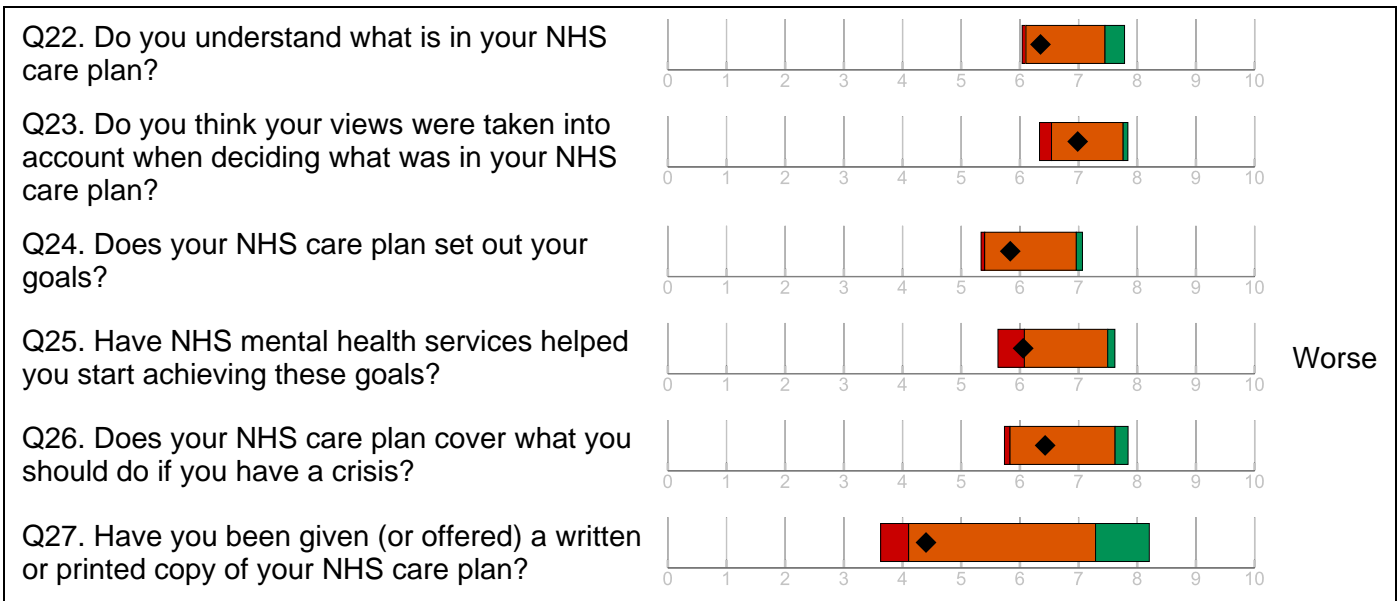 Q22. Do you understand what is in your NHS
care plan?
0 1 2 3 4 5 6 7 8 9 10
Q23. Do you think your views were taken into
account when deciding what was in your NHS
care plan?
0 1 2 3 4 5 6 7 8 9 10
Q24. Does your NHS care plan set out your
goals?
0 1 2 3 4 5 6 7 8 9 10
Q25. Have NHS mental health services helped
you start achieving these goals?
Worse
0 1 2 3 4 5 6 7 8 9 10
Q26. Does your NHS care plan cover what you
should do if you have a crisis?
0 1 2 3 4 5 6 7 8 9 10
Q27. Have you been given (or offered) a written
or printed copy of your NHS care plan?
0 1 2 3 4 5 6 7 8 9 10